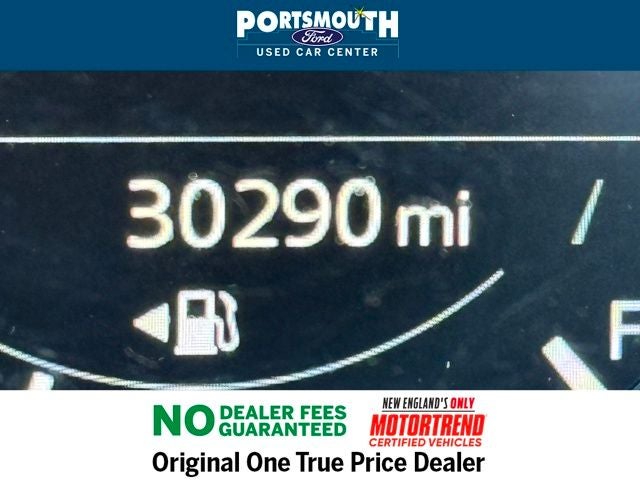 PORTSMOUTH
Ford
USED CAR CENTER
30290 mi
F
NO DEALER FEES GUARANTEED
NEW ENGLAND'S ONLY
MOTORTREND
CERTIFIED VEHICLES
Original One True Price Dealer